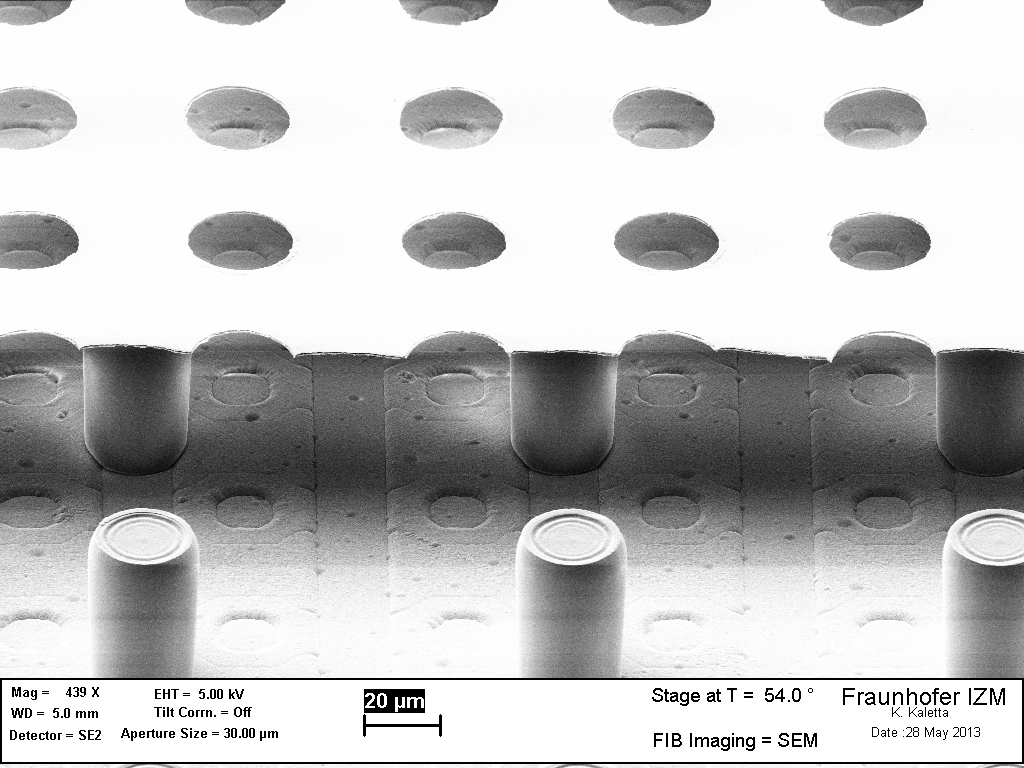 Mag = 439 X
WD = 5.0 mm
Detector = SE2
EHT = 5.00 kV
Tilt Corrn. = Off
Aperture Size = 30.00 µm
20 µm
Stage at T = 54.0 °
FIB Imaging = SEM
Fraunhofer IZM
K. Kaletta
Date :28 May 2013